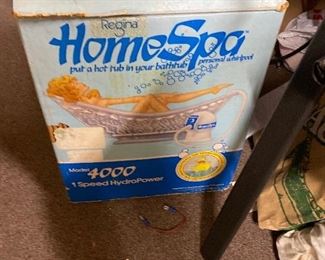 Regina
HomeSpa
put a hot tub in your bathtub
personal whirlpool
Model 4000
1 Speed HydroPower